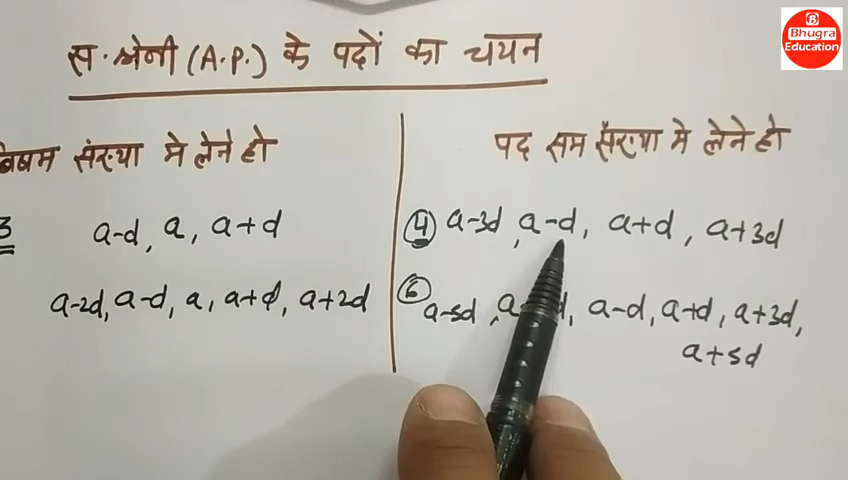 स. श्रेणी (A.P.) के पदों का चयन
Bhugra
Education
विषम संख्या मे लेने हो
3 a-d, a, a+d
a-2d, a-d, a, a+d, a+2d
पद सम संख्या मे लेने हो
4 a-3d, a-d, a+d, a+3d
6 a-5d, a-d, a+d, a+3d,
a+5d